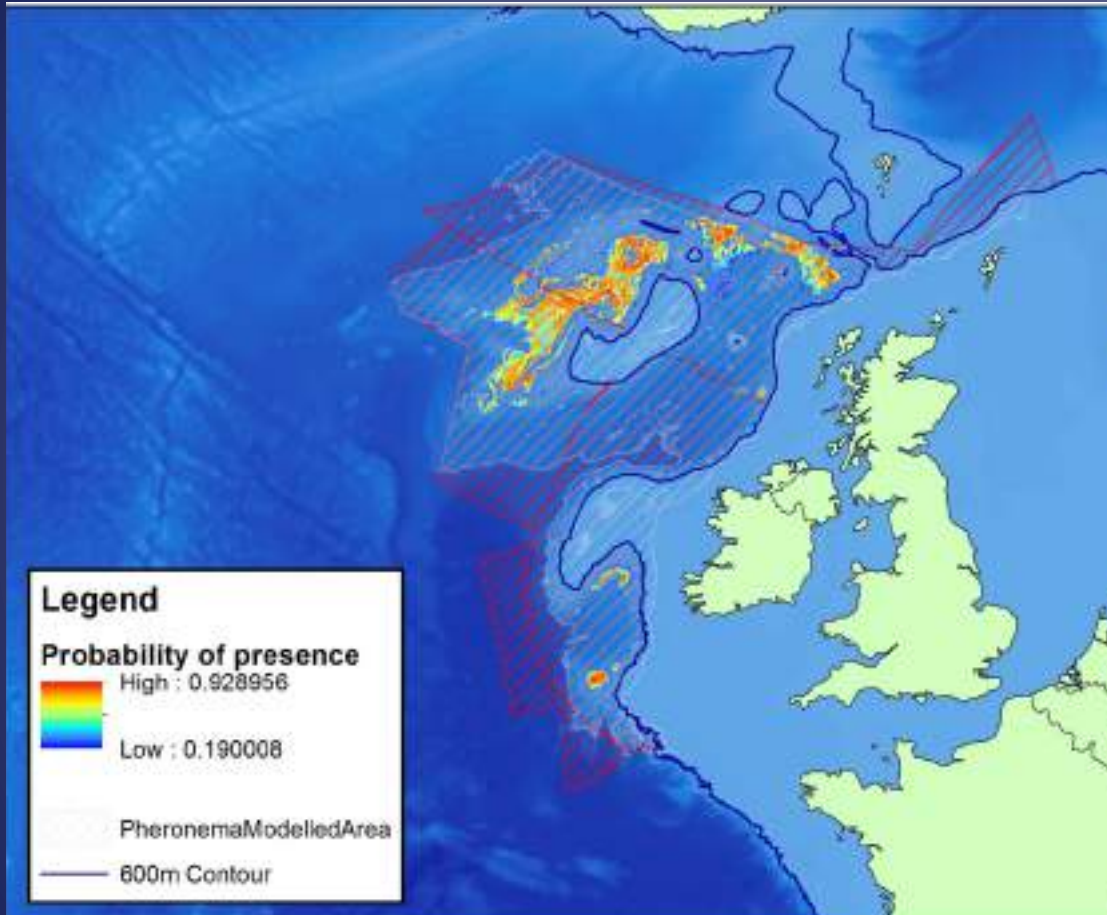 Legend
Probability of presence
High : 0.928956
Low : 0.190008
PheronemaModelledArea
600m Contour